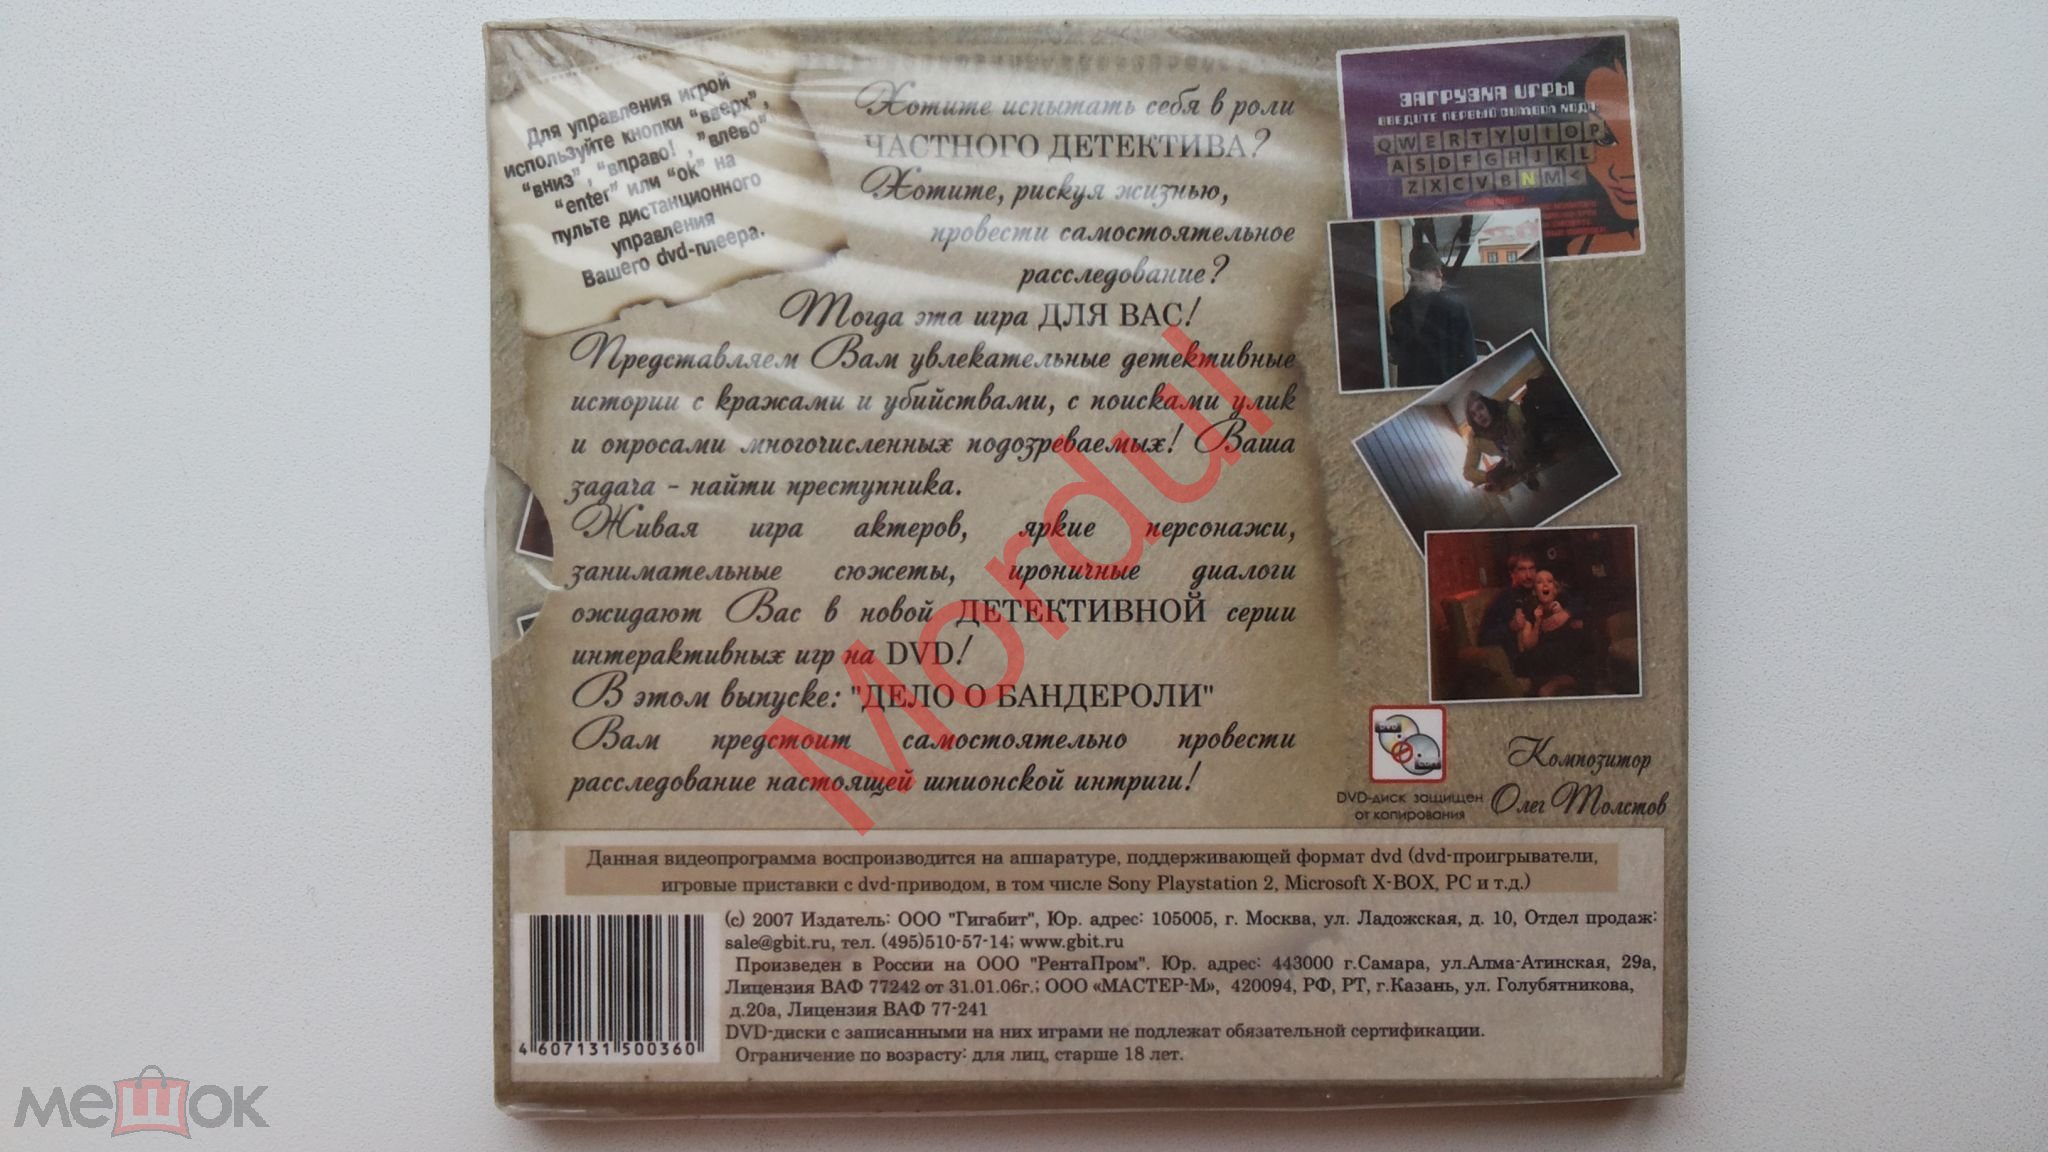 Для управления игрой
используйте кнопки "вверх",
"вниз", "вправо!, "влево"
"enter" или "ok" на
пульте дистанционного
управления
Вашего dvd-плеера.
Хотите испытать себя в роли
ЧАСТНОГО ДЕТЕКТИВА?
Хотите, рискуя жизнью,
провести самостоятельное
расследование?
Тогда эта игра ДЛЯ ВАС!
Представляем Вам увлекательные детективные
истории с кражами и убийствами, с поисками улик
и опросами многочисленных подозреваемых! Ваша
задача - найти преступника.
Живая игра актеров, яркие персонажи,
занимательные сюжеты, ироничные диалоги
ожидают Вас в новой ДЕТЕКТИВНОЙ серии
интерактивных игр на DVD!
В этом выпуске: "ДЕЛО О БАНДЕРОЛИ"
Вам предстоит самостоятельно провести
расследование настоящей шпионской интриги!
ЗАГРУЗКА ИГРЫ
ВВЕДИТЕ ПЕРВЫЙ СИМВОЛ КОДА:
QWERTYUIOP
ASDFGHJKL
ZXCVBNM<
DVD-диск защищен
от копирования
Композитор
Олег Толстов
Данная видеопрограмма воспроизводится на аппаратуре, поддерживающей формат dvd (dvd-проигрыватели,
игровые приставки с dvd-приводом, в том числе Sony Playstation 2, Microsoft X-BOX, PC и т.д.)
(c) 2007 Издатель: ООО "Гигабит", Юр. адрес: 105005, г. Москва, ул. Ладожская, д. 10, Отдел продаж:
sale@gbit.ru, тел. (495)510-57-14; www.gbit.ru
Произведен в России на ООО "РентаПром". Юр. адрес: 443000 г.Самара, ул.Алма-Атинская, 29а,
Лицензия ВАФ 77242 от 31.01.06г.; ООО «МАСТЕР-М», 420094, РФ, РТ, г.Казань, ул. Голубятникова,
д.20а, Лицензия ВАФ 77-241
DVD-диски с записанными на них играми не подлежат обязательной сертификации.
Ограничение по возрасту: для лиц, старше 18 лет.
4 607131 500360
Mordul
мешок